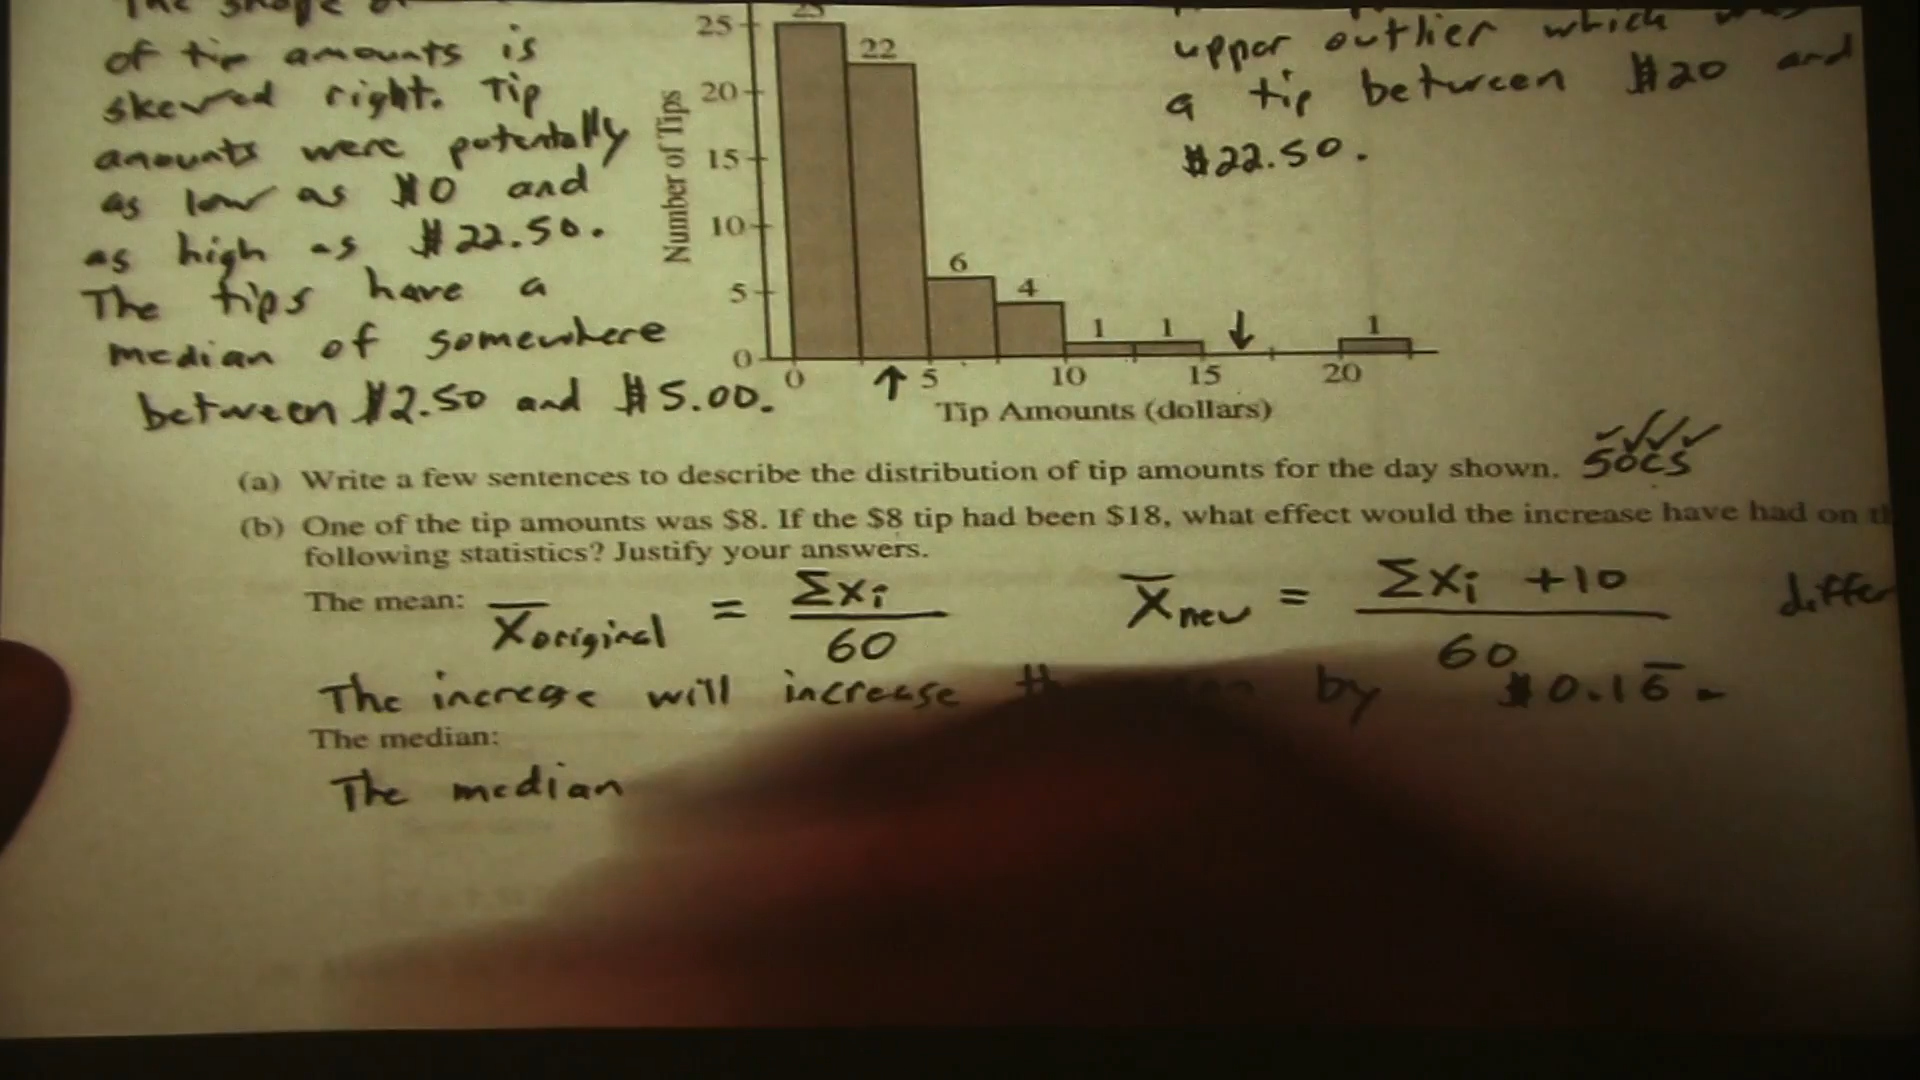 The shape of
of tip amounts is
skewed right. Tip
amounts were potentally
as low as $0 and
as high as $22.50.
The tips have a
median of somewhere
between $2.50 and $5.00.
Number of Tips
25
20
15
10
5
0
25
22
6
4
1
1
↓
1
0
↑
5
10
15
20
Tip Amounts (dollars)
upper outlier which was
a tip between $20 and
$22.50.
(a) Write a few sentences to describe the distribution of tip amounts for the day shown. SOCS
(b) One of the tip amounts was $8. If the $8 tip had been $18, what effect would the increase have had on
following statistics? Justify your answers.
The mean: x̄ original = Σxi / 60 x̄ new = Σxi +10 / 60
The increase will increase by $0.16̄.
The median:
The median